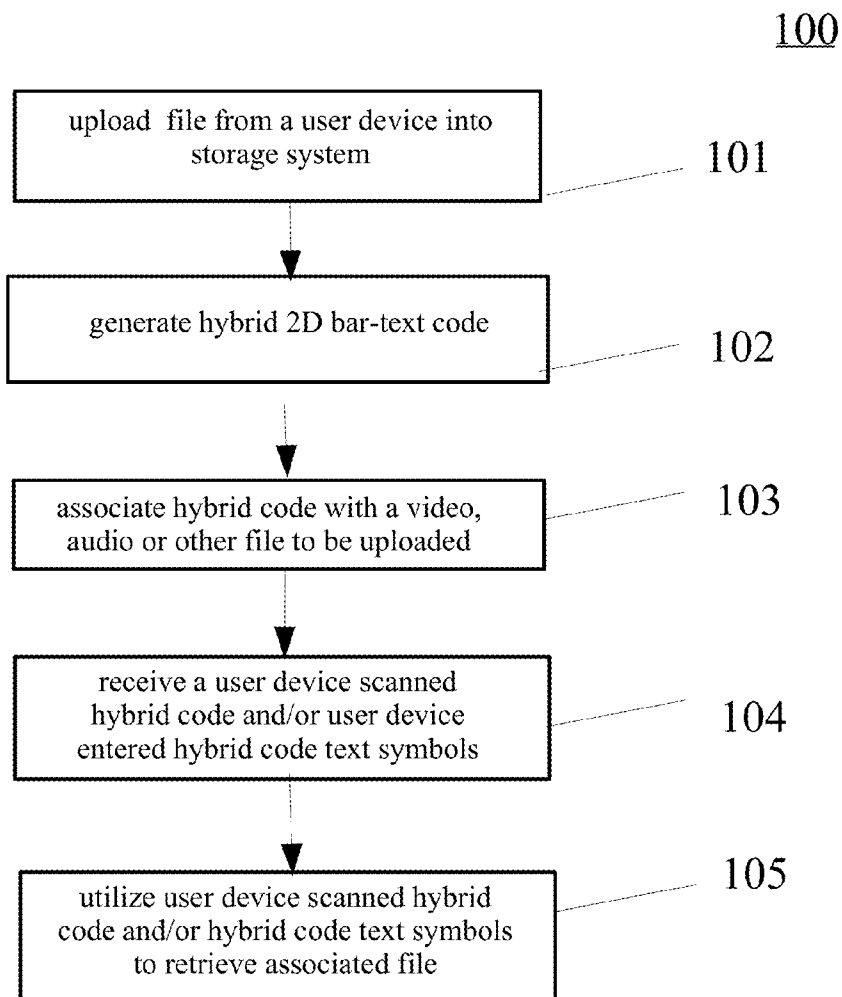 100
upload file from a user device into
storage system
101
generate hybrid 2D bar-text code
102
associate hybrid code with a video,
audio or other file to be uploaded
103
receive a user device scanned
hybrid code and/or user device
entered hybrid code text symbols
104
utilize user device scanned hybrid
code and/or hybrid code text symbols
to retrieve associated file
105